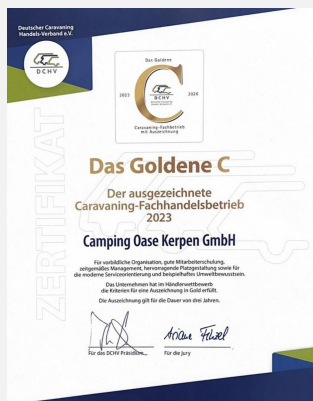 Deutscher Caravaning
Handels-Verband e.V.
DCHV
Das Goldene
C
2023
2026
DCHV
Caravaning-Fachbetrieb
mit Auszeichnung
ZERTIFIKAT
Das Goldene C
Der ausgezeichnete
Caravaning-Fachhandelsbetrieb
2023
Camping Oase Kerpen GmbH
Für vorbildliche Organisation, gute Mitarbeiterschulung,
zeitgemäßes Management, hervorragende Platzgestaltung sowie für
die moderne Serviceorientierung und beispielhaftes Umweltbewusstsein.
Das Unternehmen hat im Händlerwettbewerb
die Kriterien für eine Auszeichnung in Gold erfüllt.
Die Auszeichnung gilt für die Dauer von drei Jahren.
Für das DCHV Präsidium
Für die Jury